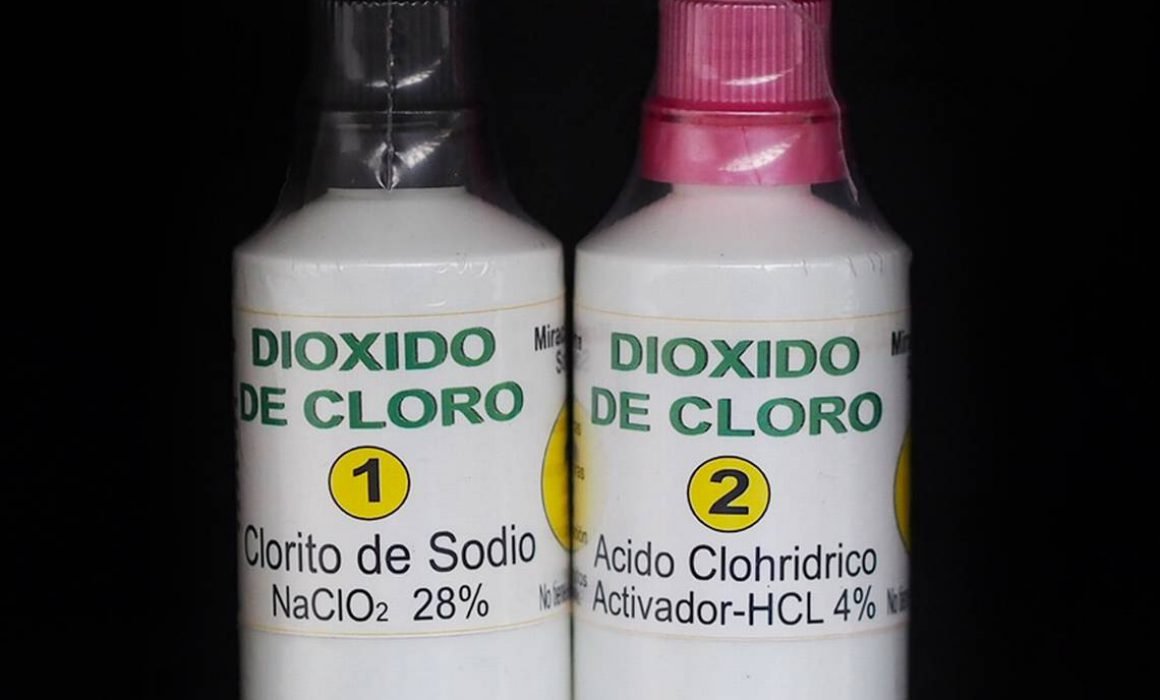 DIOXIDO
DE CLORO
1
Clorito de Sodio
NaClO₂ 28%
DIOXIDO
DE CLORO
2
Acido Clohridrico
Activador-HCL 4%